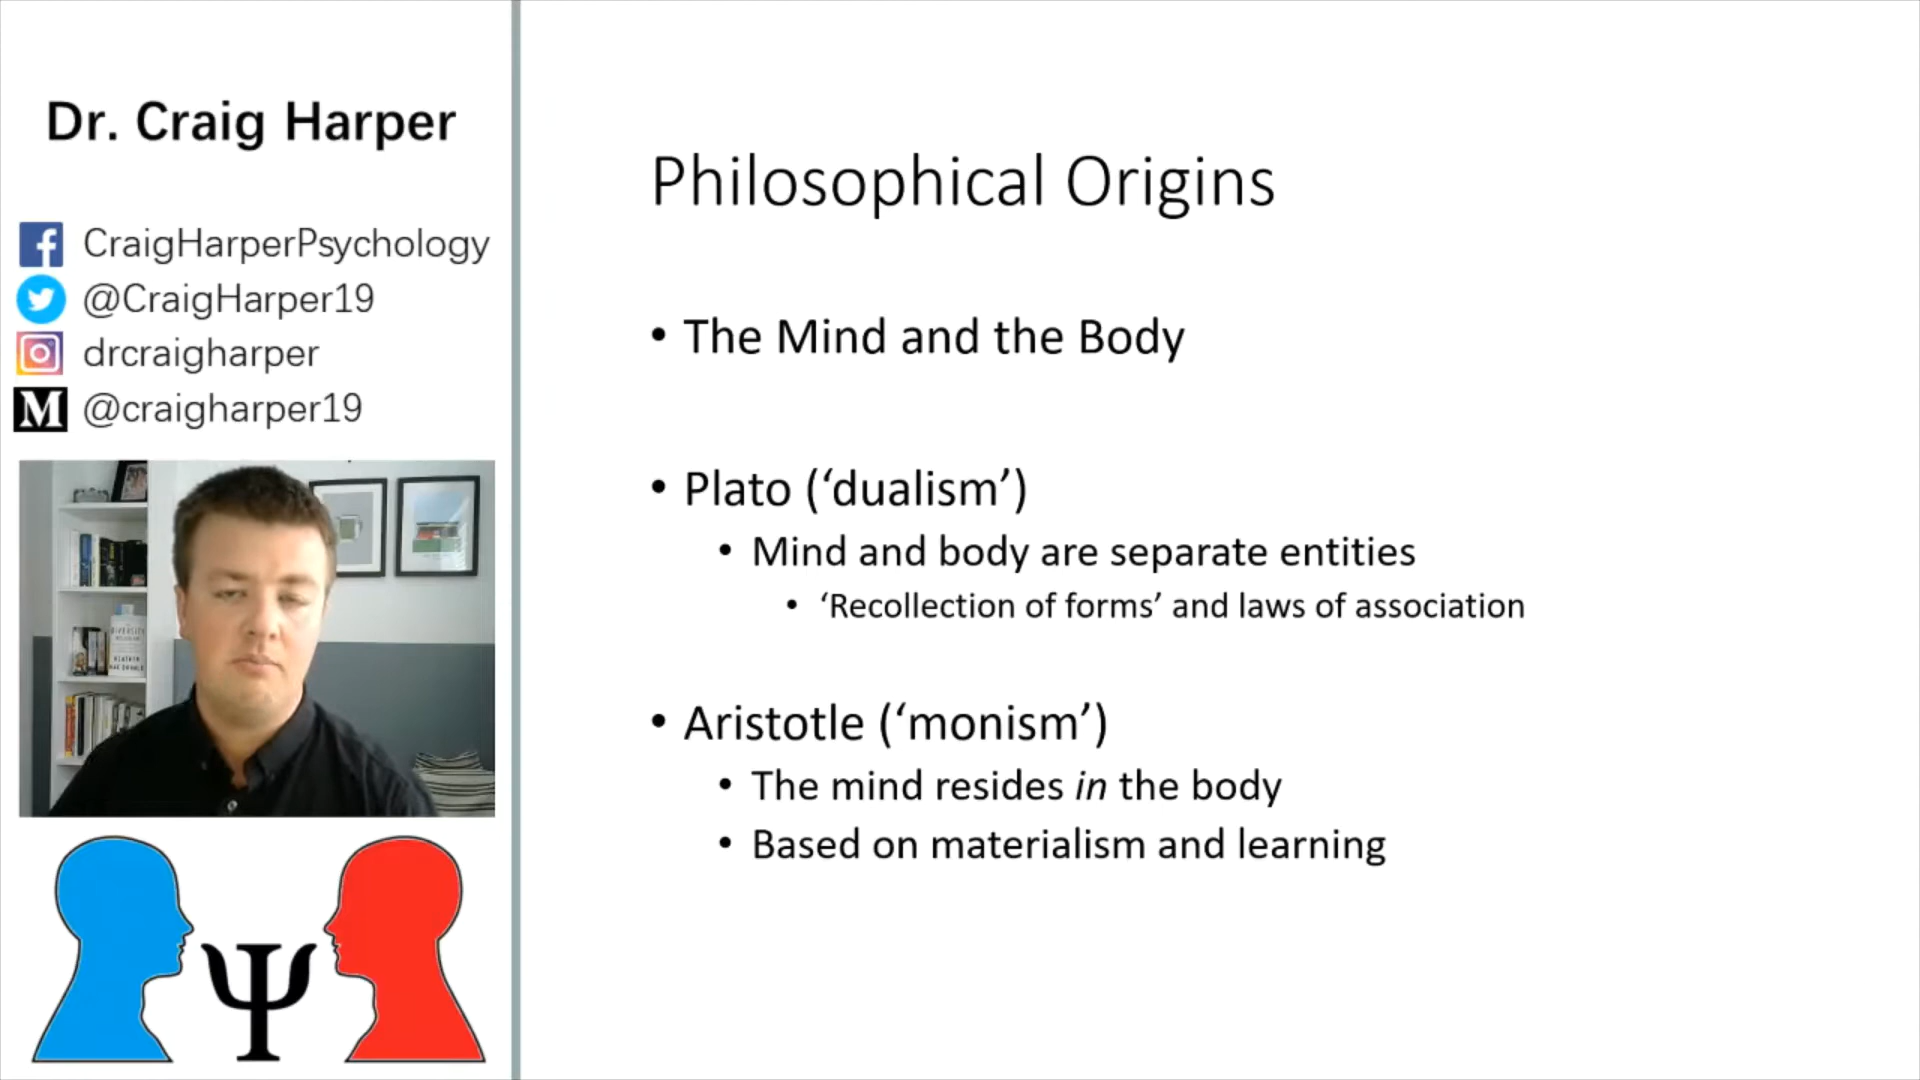 Dr. Craig Harper
CraigHarperPsychology
@CraigHarper19
drcraigharper
M @craigharper19
Ψ
Philosophical Origins
• The Mind and the Body
• Plato (‘dualism’)
• Mind and body are separate entities
• ‘Recollection of forms’ and laws of association
• Aristotle (‘monism’)
• The mind resides in the body
• Based on materialism and learning